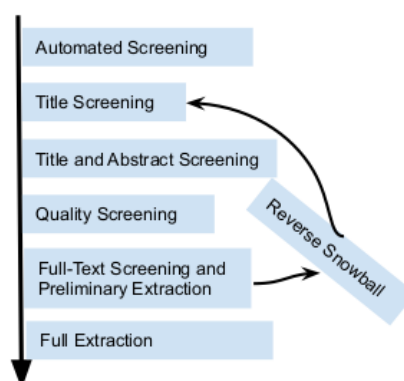 Automated Screening
Title Screening
Title and Abstract Screening
Quality Screening
Reverse Snowball
Full-Text Screening and
Preliminary Extraction
Full Extraction